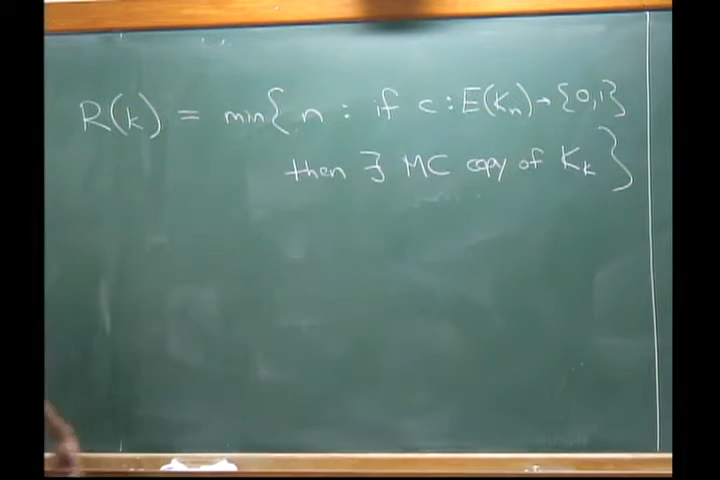 R(k) = min{ n : if c : E(Kₙ) → {0,1}
then ∃ MC copy of Kₖ }